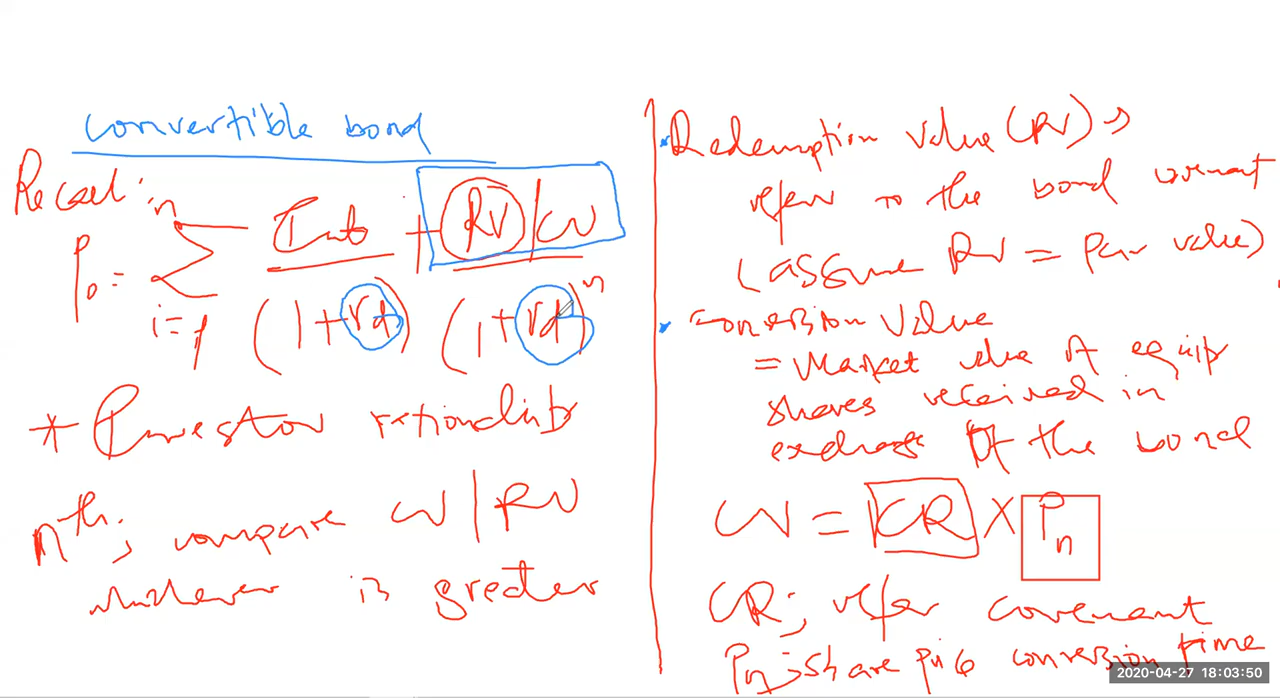 convertible bond
Recall:
P₀ = n Σ i=1 Int / (1+rd) + RV/CV / (1+rd)ⁿ
* Investor rationality
nth; compare CV | RV
whichever is greater
Redemption value (RV);
refer to the bond covenant
(assume RV = Par value)
Conversion Value
= Market value of equity
shares received in
exchange of the bond
CV = CR × Pn
CR; refer covenant
Pn; share price conversion time
2020-04-27 18:03:50